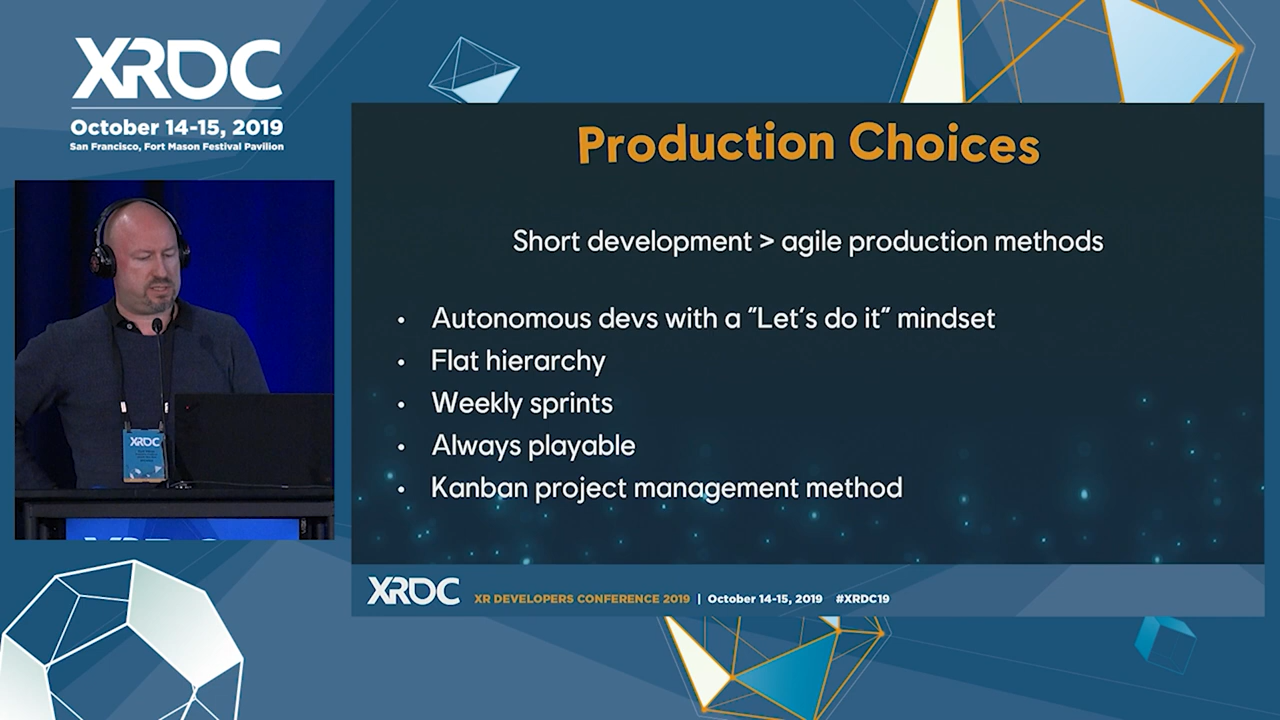 XRDC
October 14-15, 2019
San Francisco, Fort Mason Festival Pavilion
Production Choices
Short development > agile production methods
• Autonomous devs with a "Let's do it" mindset
• Flat hierarchy
• Weekly sprints
• Always playable
• Kanban project management method
XRDC
XRDC XR DEVELOPERS CONFERENCE 2019 | October 14-15, 2019 #XRDC19